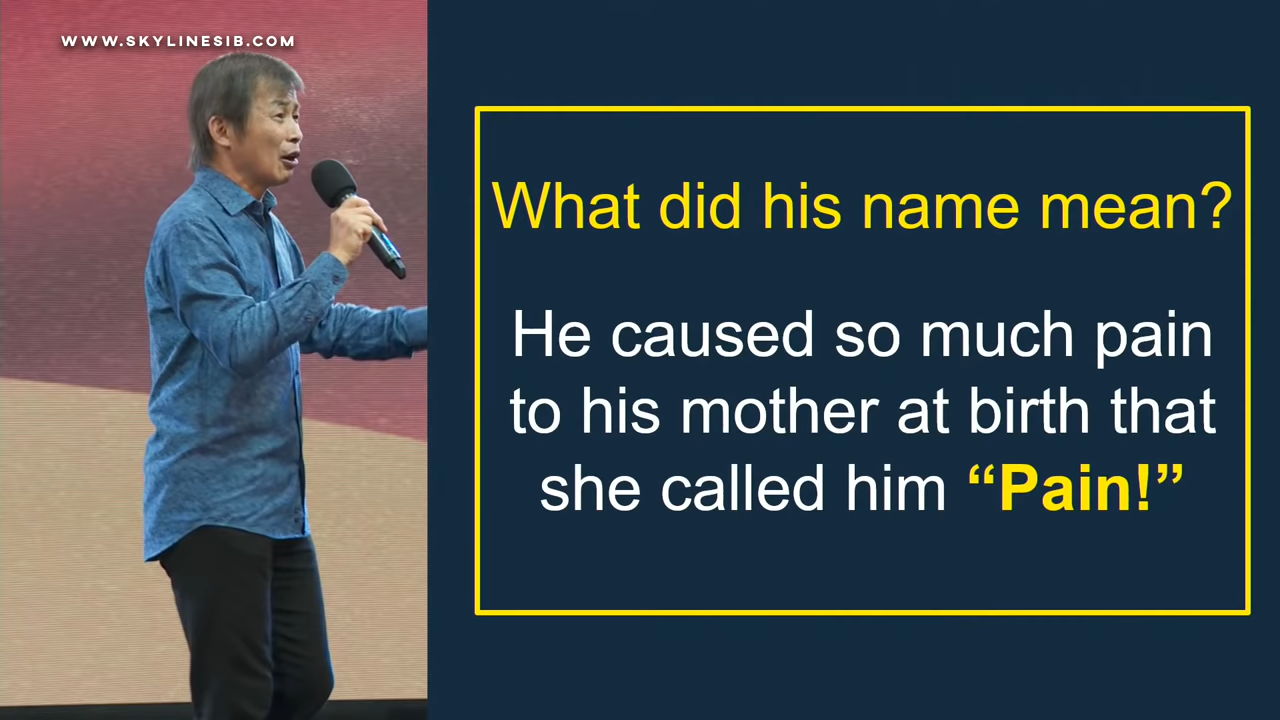 WWW.SKYLINESIB.COM
What did his name mean?
He caused so much pain
to his mother at birth that
she called him “Pain!”